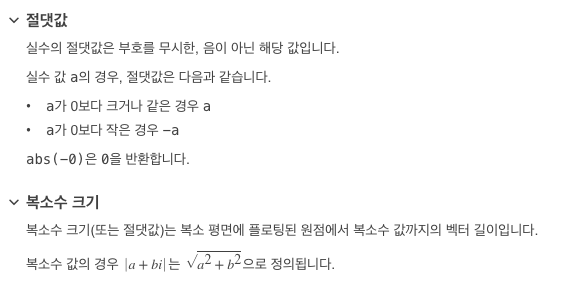 절댓값
실수의 절댓값은 부호를 무시한, 음이 아닌 해당 값입니다.
실수 값 a의 경우, 절댓값은 다음과 같습니다.
• a가 0보다 크거나 같은 경우 a
• a가 0보다 작은 경우 -a
abs(-0)은 0을 반환합니다.
복소수 크기
복소수 크기(또는 절댓값)는 복소 평면에 플로팅된 원점에서 복소수 값까지의 벡터 길이입니다.
복소수 값의 경우 |a + bi|는 √(a² + b²)으로 정의됩니다.